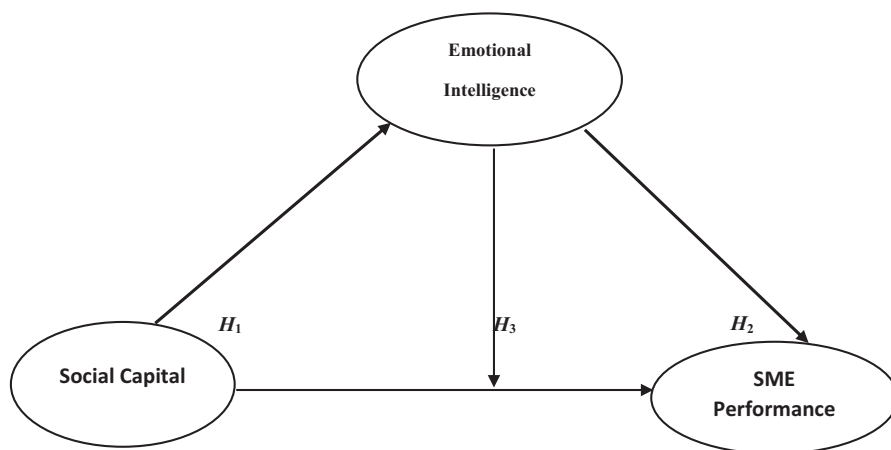 Emotional
Intelligence
H1
H3
H2
Social Capital
SME
Performance